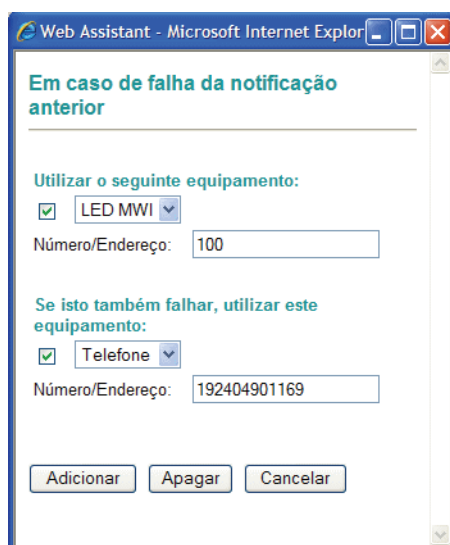 Web Assistant - Microsoft Internet Explor
Em caso de falha da notificação
anterior
Utilizar o seguinte equipamento:
LED MWI
Número/Endereço: 100
Se isto também falhar, utilizar este
equipamento:
Telefone
Número/Endereço: 192404901169
Adicionar Apagar Cancelar